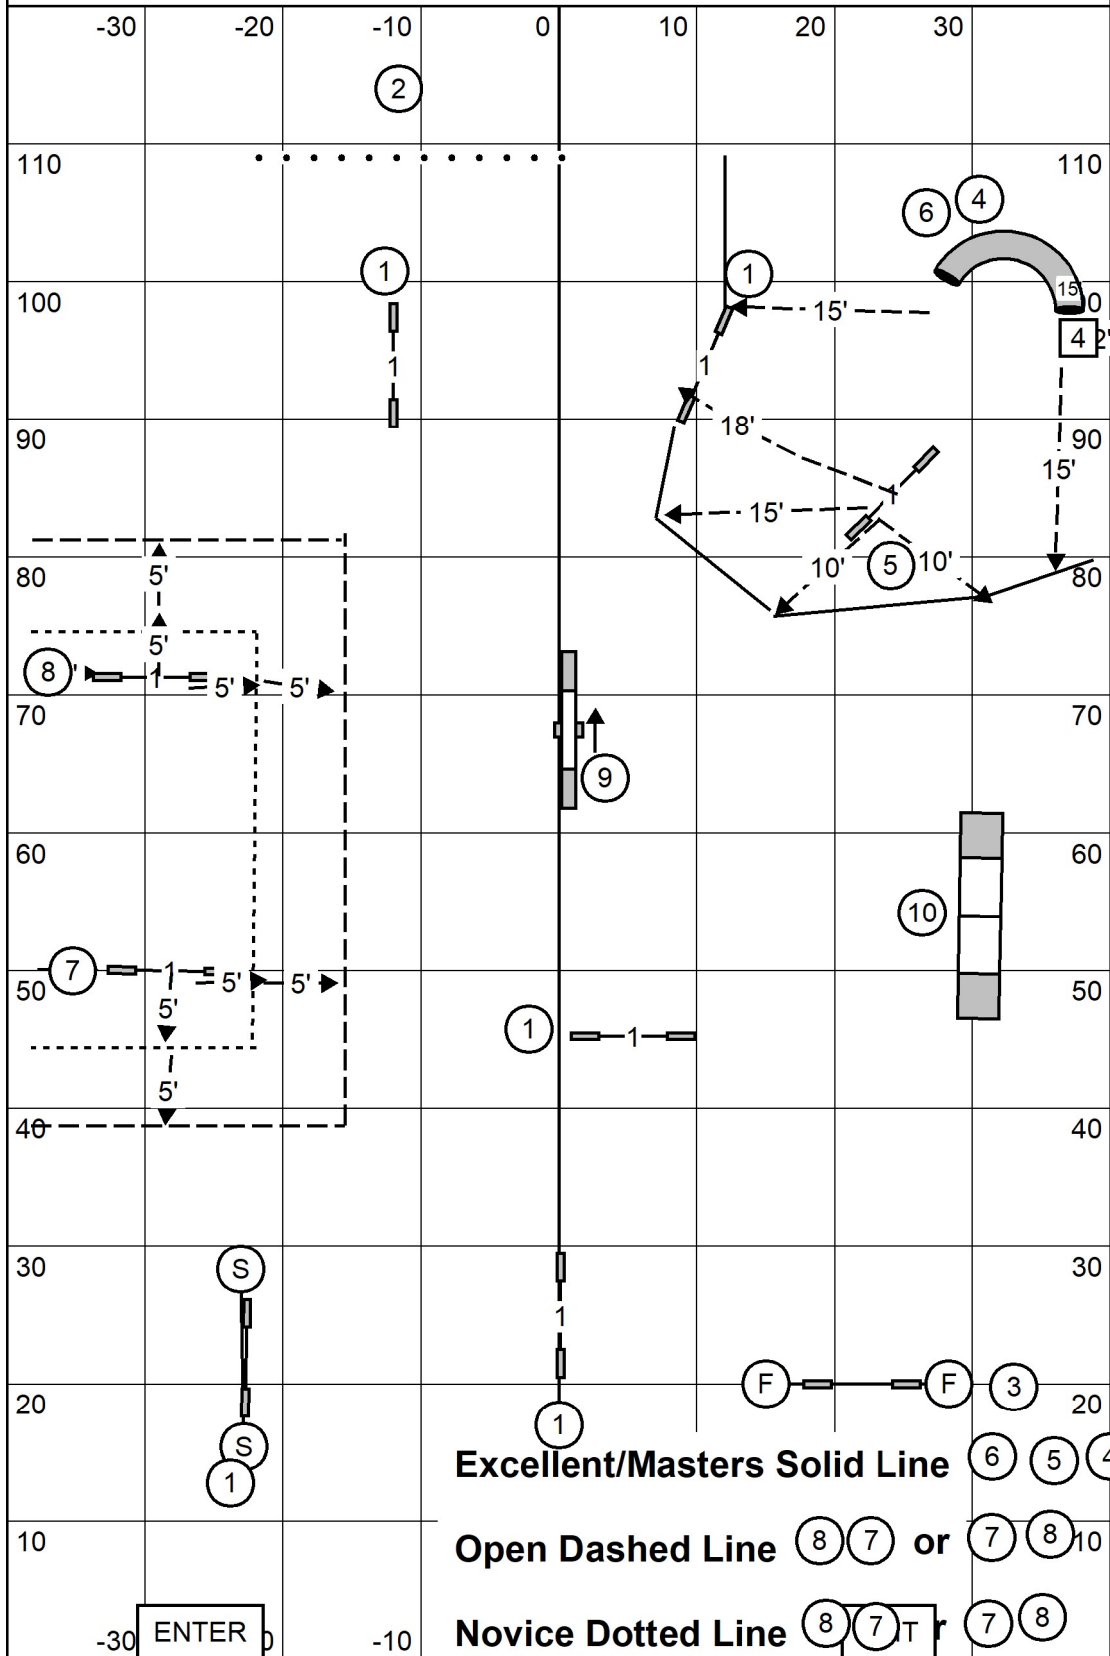 -30 -20 -10 0 10 20 30
2
110 110
6 4
1 1
100 15' 15 0
1 1 4 2'
90 18' 90
1 15'
15'
80 5' 10' 5 10' 80
5'
8 ' 1 5' 5'
70 70
9
60 60
10
7 1 5' 5'
50 5' 50
1 1
5'
40 40
30 S 30
1
F F 3
20 20
S 1
1
Excellent/Masters Solid Line 6 5 4
10 Open Dashed Line 8 7 or 7 8 10
Novice Dotted Line 8 7 r 7 8
-30 ENTER 0 -10 IT